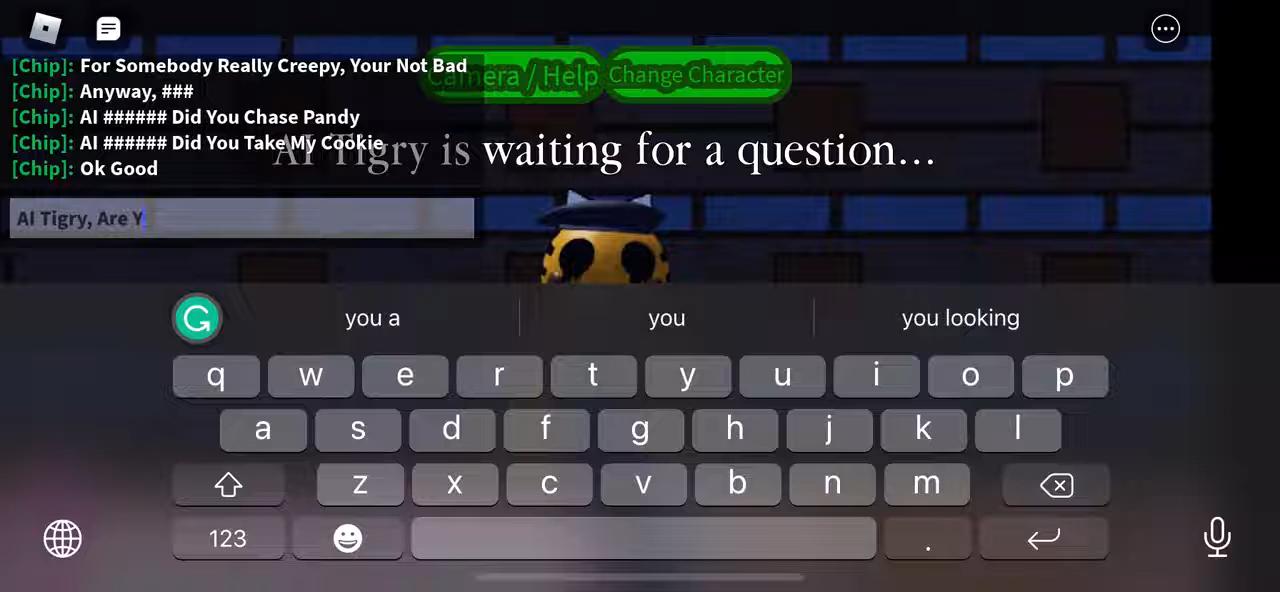 [Chip]: For Somebody Really Creepy, Your Not Bad
[Chip]: Anyway, ###
[Chip]: AI ###### Did You Chase Pandy
[Chip]: AI ###### Did You Take My Cookie
[Chip]: Ok Good
Camera / Help
Change Character
AI Tigry is waiting for a question...
AI Tigry, Are Y
you a
you
you looking
q w e r t y u i o p
a s d f g h j k l
z x c v b n m
123 .